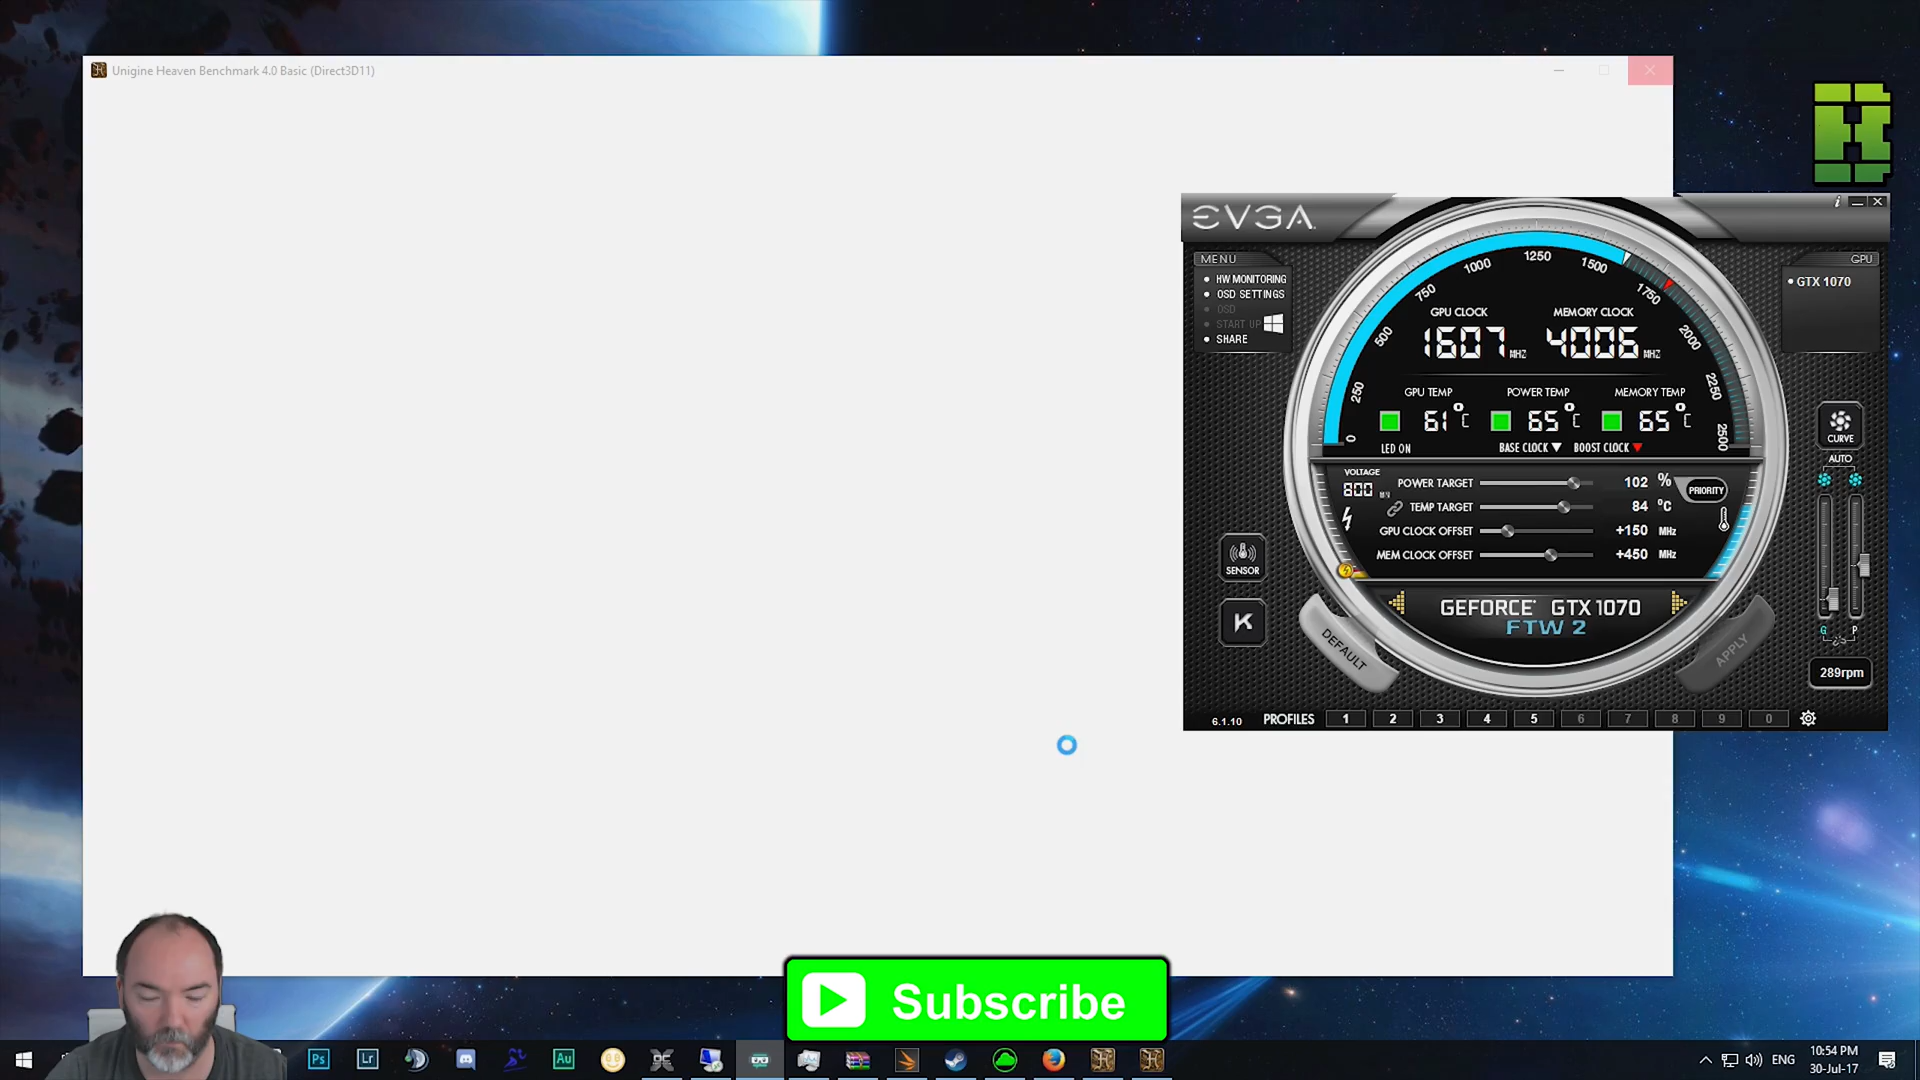 Unigine Heaven Benchmark 4.0 Basic (Direct3D11)
EVGA
i
MENU
HW MONITORING
OSD SETTINGS
OSD
START UP
SHARE
GPU
GTX 1070
0
250
500
750
1000
1250
1500
1750
2000
2250
2500
GPU CLOCK
MEMORY CLOCK
1607 MHZ
4006 MHZ
GPU TEMP
POWER TEMP
MEMORY TEMP
61°C
65°C
65°C
LED ON
BASE CLOCK
BOOST CLOCK
VOLTAGE
800
POWER TARGET 102 %
TEMP TARGET 84 °C
GPU CLOCK OFFSET +150 MHz
MEM CLOCK OFFSET +450 MHz
PRIORITY
CURVE
AUTO
SENSOR
K
G P
GEFORCE GTX 1070
FTW 2
DEFAULT
APPLY
289rpm
6.1.10 PROFILES 1 2 3 4 5 6 7 8 9 0
Subscribe
Ps
Lr
Au
ENG
10:54 PM
30-Jul-17